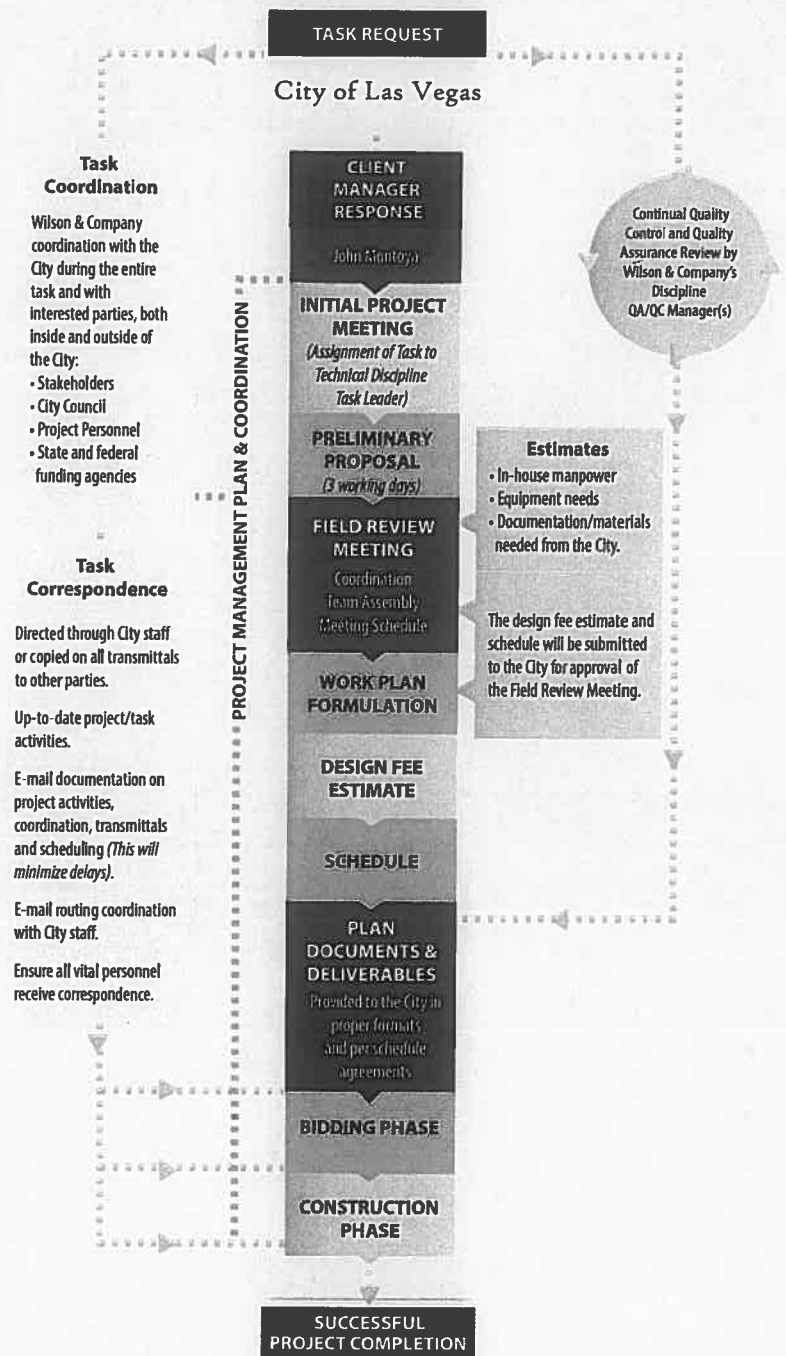 TASK REQUEST
City of Las Vegas
Task
Coordination
Wilson & Company
coordination with the
City during the entire
task and with
interested parties, both
inside and outside of
the City:
• Stakeholders
• City Council
• Project Personnel
• State and federal
funding agencies
Task
Correspondence
Directed through City staff
or copied on all transmittals
to other parties.
Up-to-date project/task
activities.
E-mail documentation on
project activities,
coordination, transmittals
and scheduling (This will
minimize delays).
E-mail routing coordination
with City staff.
Ensure all vital personnel
receive correspondence.
PROJECT MANAGEMENT PLAN & COORDINATION
CLIENT
MANAGER
RESPONSE
John Montoya
INITIAL PROJECT
MEETING
(Assignment of Task to
Technical Discipline
Task Leader)
PRELIMINARY
PROPOSAL
(3 working days)
FIELD REVIEW
MEETING
Coordination
Team Assembly
Meeting Schedule
WORK PLAN
FORMULATION
DESIGN FEE
ESTIMATE
SCHEDULE
PLAN
DOCUMENTS &
DELIVERABLES
Provided to the City in
proper formats
and per schedule
agreements
BIDDING PHASE
CONSTRUCTION
PHASE
SUCCESSFUL
PROJECT COMPLETION
Continual Quality
Control and Quality
Assurance Review by
Wilson & Company's
Discipline
QA/QC Manager(s)
Estimates
• In-house manpower
• Equipment needs
• Documentation/materials
needed from the City.
The design fee estimate and
schedule will be submitted
to the City for approval of
the Field Review Meeting.